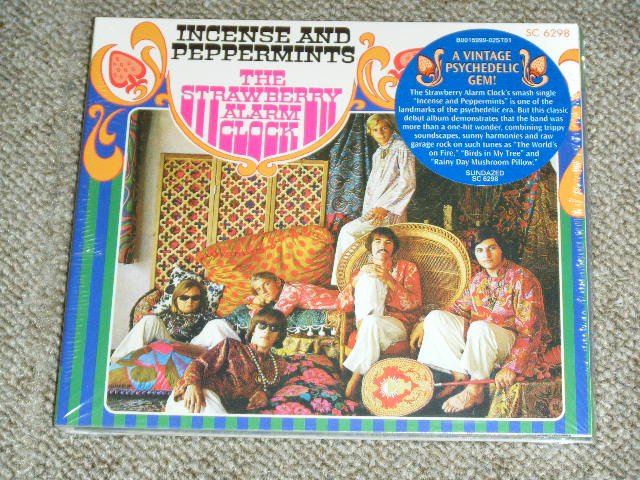 INCENSE AND
PEPPERMINTS
THE
STRAWBERRY
ALARM
CLOCK
SC 6298
B0015999-02ST01
A VINTAGE
PSYCHEDELIC
GEM!
The Strawberry Alarm Clock's smash single
"Incense and Peppermints" is one of the
landmarks of the psychedelic era. But this classic
debut album demonstrates that the band was
more than a one-hit wonder, combining trippy
soundscapes, sunny harmonies and raw
garage rock on such tunes as "The World's
on Fire," "Birds in My Tree" and
"Rainy Day Mushroom Pillow."
SUNDAZED
SC 6298